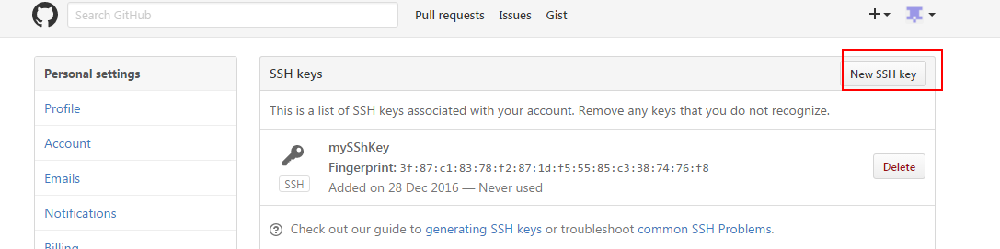 Search GitHub
Pull requests Issues Gist
Personal settings
Profile
Account
Emails
Notifications
Billing
SSH keys
New SSH key
This is a list of SSH keys associated with your account. Remove any keys that you do not recognize.
mySShKey
Fingerprint: 3f:87:c1:83:78:f2:87:1d:f5:55:85:c3:38:74:76:f8
SSH
Added on 28 Dec 2016 — Never used
Delete
Check out our guide to generating SSH keys or troubleshoot common SSH Problems.